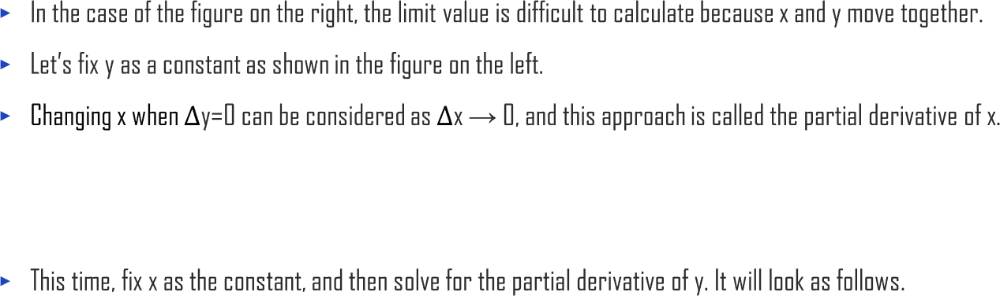 ▶ In the case of the figure on the right, the limit value is difficult to calculate because x and y move together.
▶ Let's fix y as a constant as shown in the figure on the left.
▶ Changing x when Δy=0 can be considered as Δx → 0, and this approach is called the partial derivative of x.
▶ This time, fix x as the constant, and then solve for the partial derivative of y. It will look as follows.